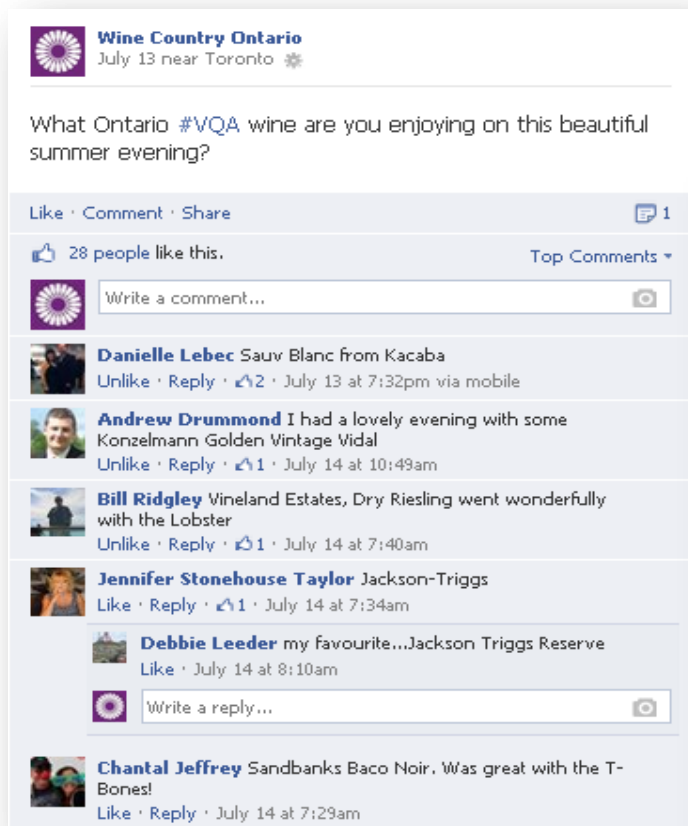 Wine Country Ontario
July 13 near Toronto
What Ontario #VQA wine are you enjoying on this beautiful
summer evening?
Like · Comment · Share 1
28 people like this. Top Comments
Write a comment...
Danielle Lebec Sauv Blanc from Kacaba
Unlike · Reply · 2 · July 13 at 7:32pm via mobile
Andrew Drummond I had a lovely evening with some
Konzelmann Golden Vintage Vidal
Unlike · Reply · 1 · July 14 at 10:49am
Bill Ridgley Vineland Estates, Dry Riesling went wonderfully
with the Lobster
Unlike · Reply · 1 · July 14 at 7:40am
Jennifer Stonehouse Taylor Jackson-Triggs
Like · Reply · 1 · July 14 at 7:34am
Debbie Leeder my favourite...Jackson Triggs Reserve
Like · July 14 at 8:10am
Write a reply...
Chantal Jeffrey Sandbanks Baco Noir. Was great with the T-
Bones!
Like · Reply · July 14 at 7:29am